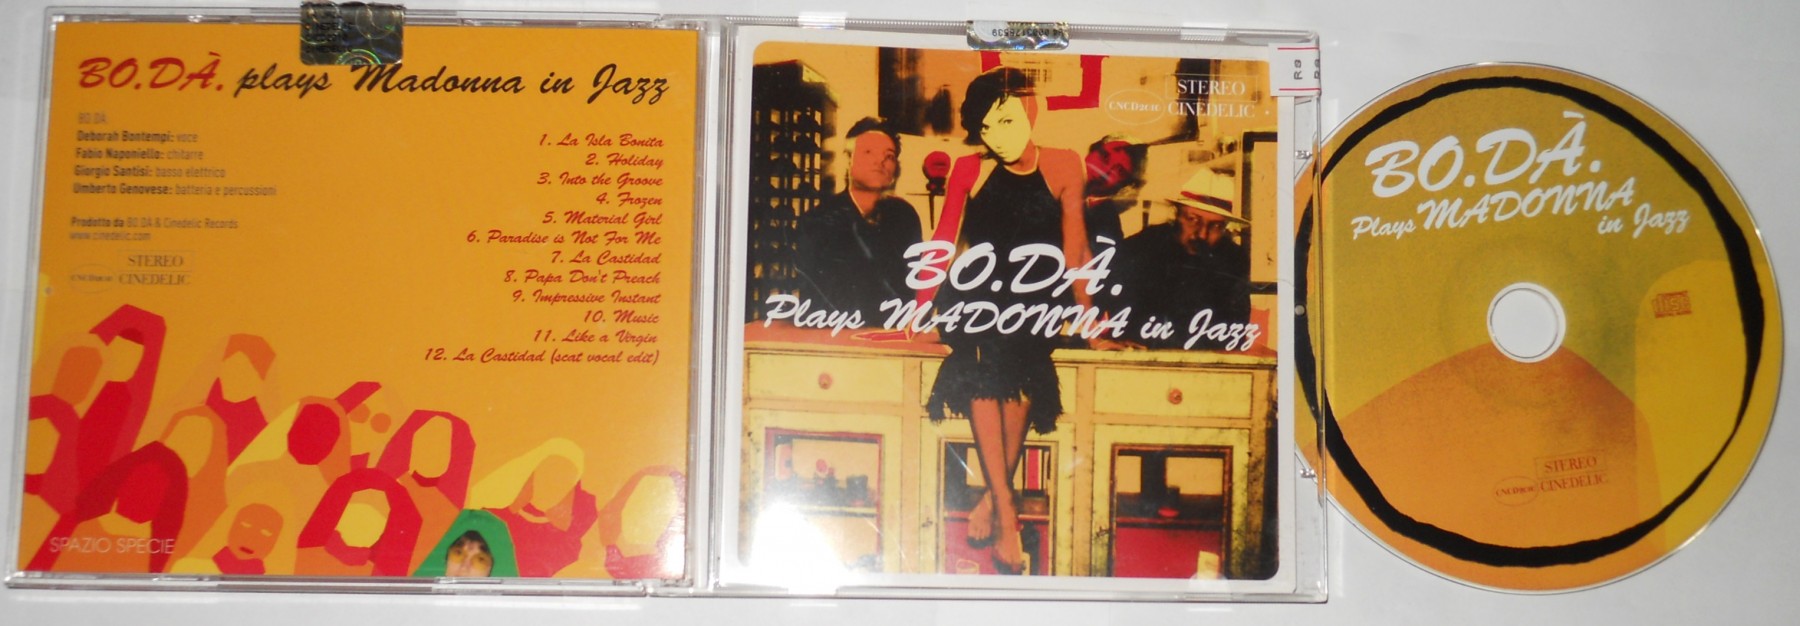 BO.DÀ. plays Madonna in Jazz
BO.DÀ
Deborah Bontempi: voce
Fabio Naponiello: chitarre
Giorgio Santisi: basso elettrico
Umberto Genovese: batteria e percussioni
Prodotto da BO.DÀ & Cinedelic Records
www.cinedelic.com
STEREO
CINEDELIC
1. La Isla Bonita
2. Holiday
3. Into the Groove
4. Frozen
5. Material Girl
6. Paradise is Not For Me
7. La Castidad
8. Papa Don't Preach
9. Impressive Instant
10. Music
11. Like a Virgin
12. La Castidad (scat vocal edit)
SPAZIO SPECIE
STEREO
CINEDELIC
BO.DÀ.
Plays MADONNA in Jazz
BO.DÀ.
Plays MADONNA
in Jazz
STEREO
CINEDELIC